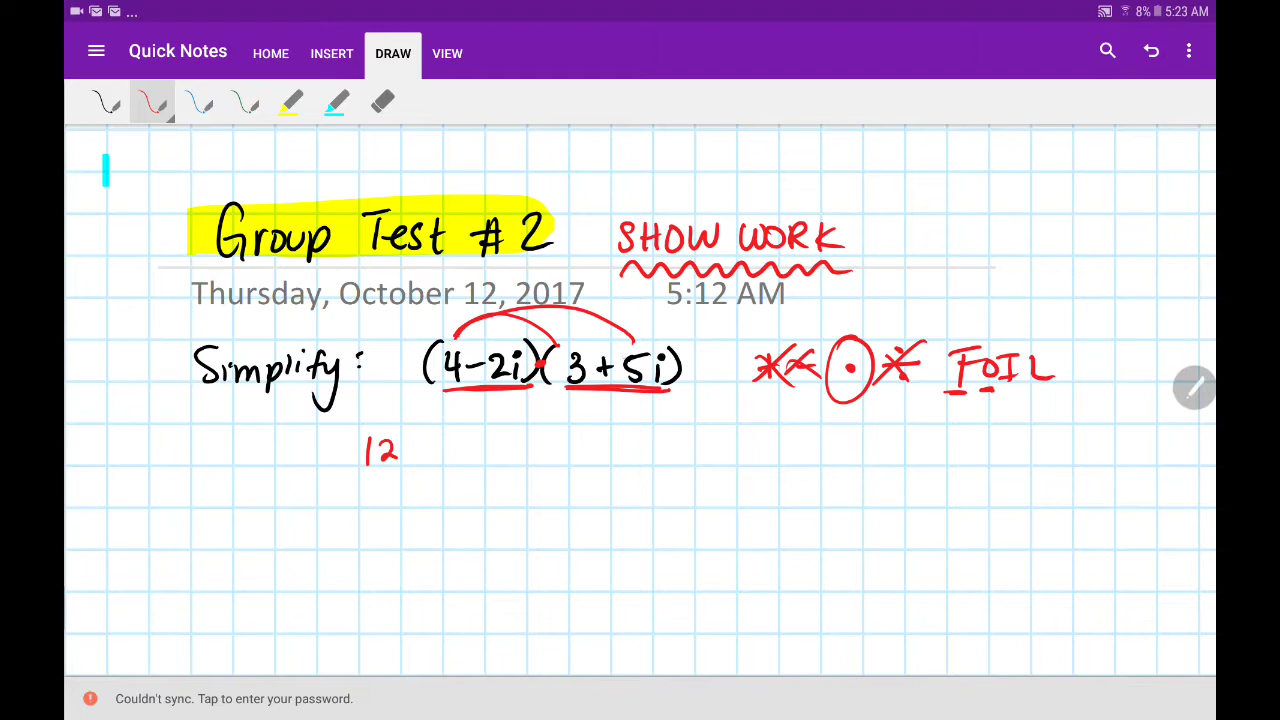 ... 8% 5:23 AM
Quick Notes HOME INSERT DRAW VIEW
Group Test # 2 SHOW WORK
Thursday, October 12, 2017 5:12 AM
Simplify: (4-2i)·(3+5i) · FOIL
12
Couldn't sync. Tap to enter your password.